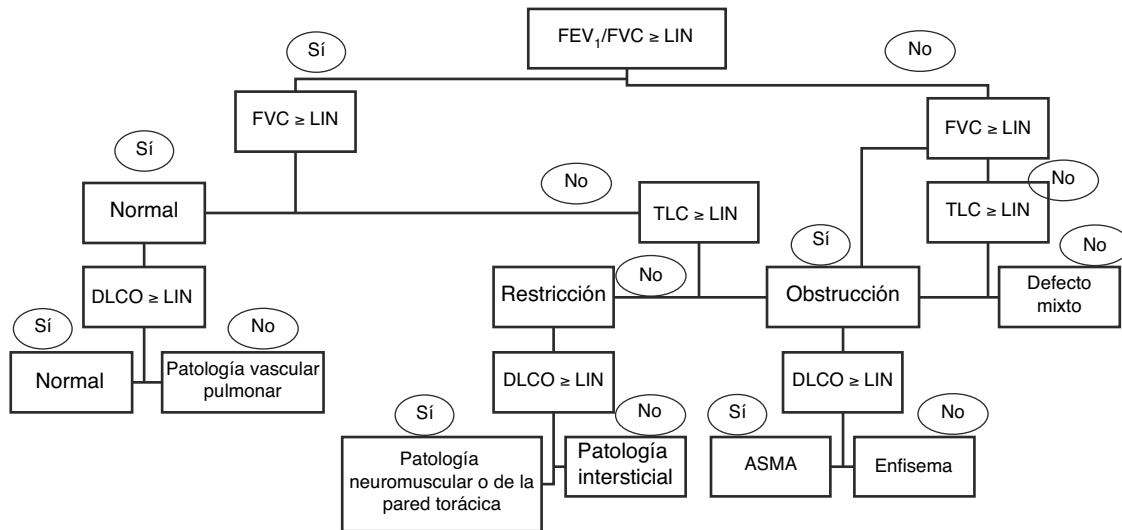 FEV₁/FVC ≥ LIN
Sí
No
FVC ≥ LIN
FVC ≥ LIN
Sí
No
No
Normal
TLC ≥ LIN
TLC ≥ LIN
Sí
No
No
DLCO ≥ LIN
Restricción
Obstrucción
Defecto
mixto
Sí
No
Normal
Patología vascular
pulmonar
DLCO ≥ LIN
DLCO ≥ LIN
Sí
No
Sí
No
Patología
neuromuscular o de la
pared torácica
Patología
intersticial
ASMA
Enfisema